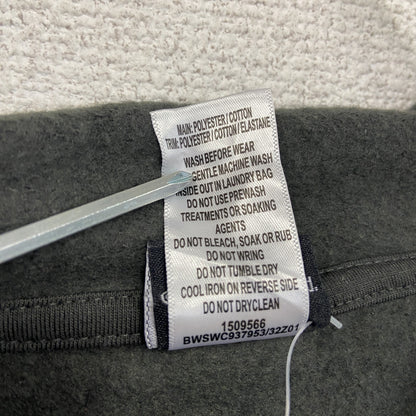 MAIN: POLYESTER/COTTON
TRIM: POLYESTER/COTTON/ELASTANE
WASH BEFORE WEAR
GENTLE MACHINE WASH
INSIDE OUT IN LAUNDRY BAG
DO NOT USE PREWASH
TREATMENTS OR SOAKING
AGENTS
DO NOT BLEACH, SOAK OR RUB
DO NOT WRING
DO NOT TUMBLE DRY
COOL IRON ON REVERSE SIDE
DO NOT DRYCLEAN
1509566
BWSWC937953/32Z01